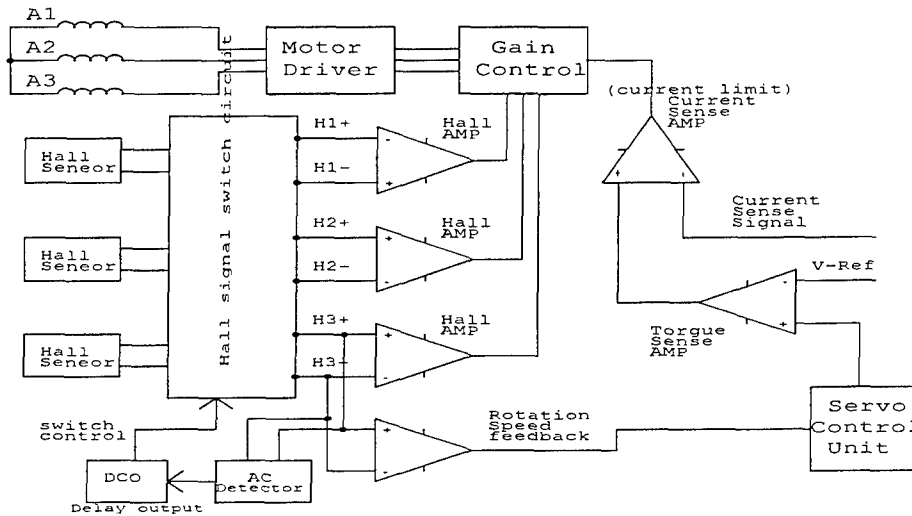 A1
A2
A3
Motor
Driver
Gain
Control
(current limit)
Current
Sense
AMP
Hall signal switch circuit
Hall
Seneor
Hall
Sensor
Hall
Seneor
H1+
H1-
H2+
H2-
H3+
H3-
Hall
AMP
Hall
AMP
Hall
AMP
- 
+
+
-
+
-
+
-
+
-
Current
Sense
Signal
V-Ref
-
+
Torgue
Sense
AMP
Rotation
Speed
feedback
Servo
Control
Unit
switch
control
DCO
AC
Detector
Delay output